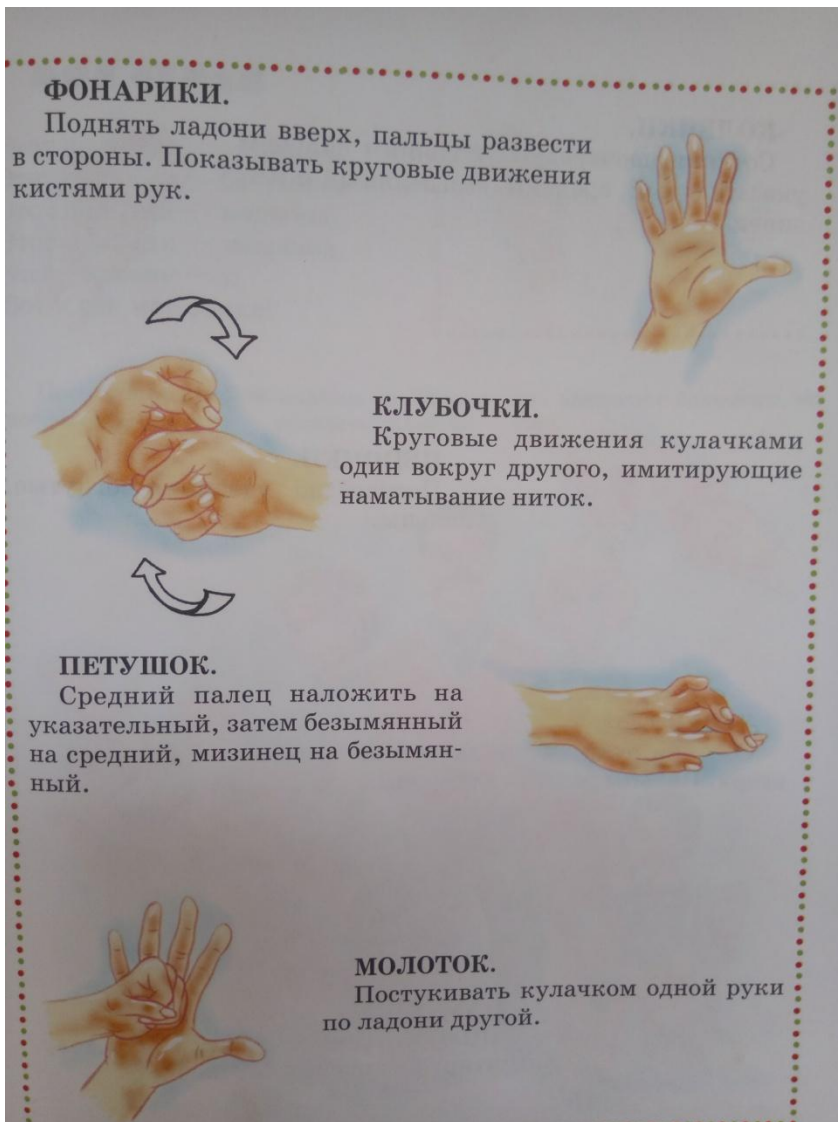 ФОНАРИКИ.
Поднять ладони вверх, пальцы развести
в стороны. Показывать круговые движения
кистями рук.
КЛУБОЧКИ.
Круговые движения кулачками
один вокруг другого, имитирующие
наматывание ниток.
ПЕТУШОК.
Средний палец наложить на
указательный, затем безымянный
на средний, мизинец на безымян-
ный.
МОЛОТОК.
Постукивать кулачком одной руки
по ладони другой.